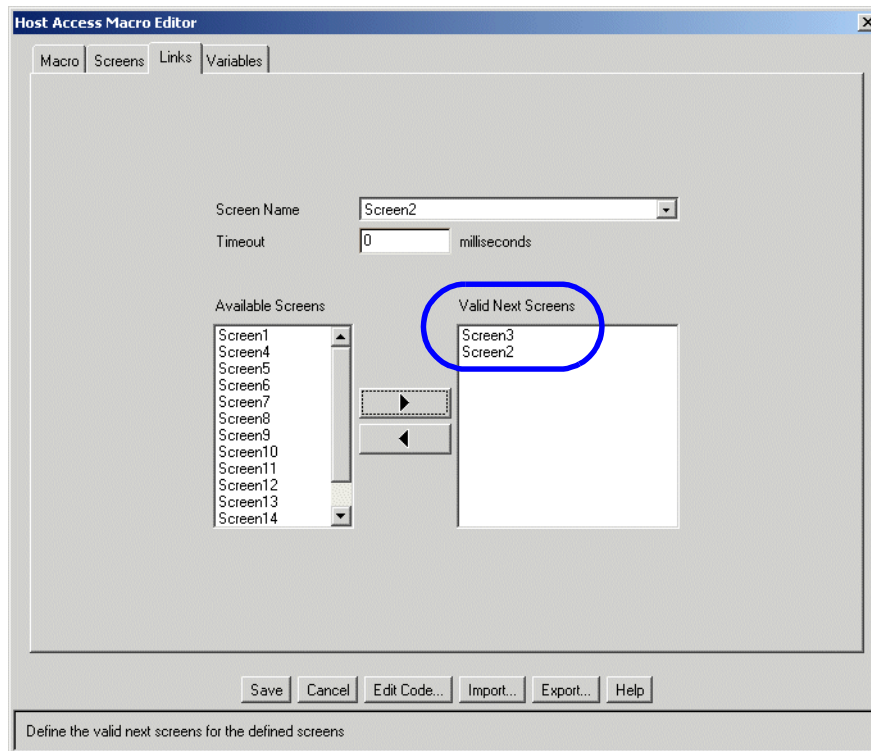 Host Access Macro Editor
Macro Screens Links Variables
Screen Name Screen2
Timeout 0 milliseconds
Available Screens Valid Next Screens
Screen1 Screen3
Screen4 Screen2
Screen5
Screen6
Screen7
Screen8
Screen9
Screen10
Screen11
Screen12
Screen13
Screen14
Save Cancel Edit Code... Import... Export... Help
Define the valid next screens for the defined screens